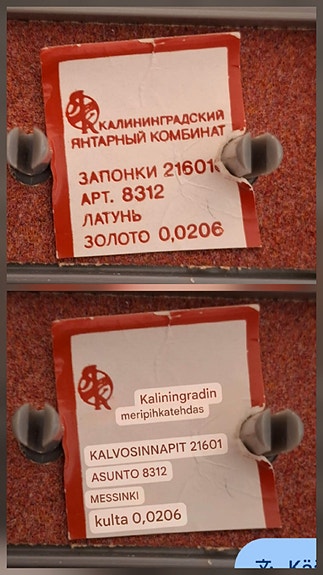 КАЛИНИНГРАДСКИЙ
ЯНТАРНЫЙ КОМБИНАТ
ЗАПОНКИ 21601
АРТ. 8312
ЛАТУНЬ
ЗОЛОТО 0,0206
Kaliningradin
meripihkatehdas
KALVOSINNAPIT 21601
ASUNTO 8312
MESSINKI
kulta 0,0206